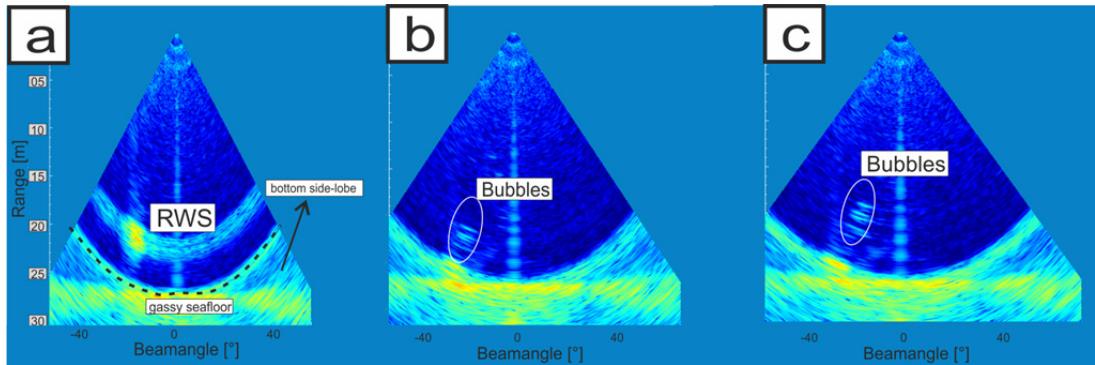 a
05
10
15
20
25
30
Range [m]
RWS
bottom side-lobe
gassy seafloor
-40
0
40
Beamangle [°]
b
Bubbles
-40
0
40
Beamangle [°]
c
Bubbles
-40
0
40
Beamangle [°]